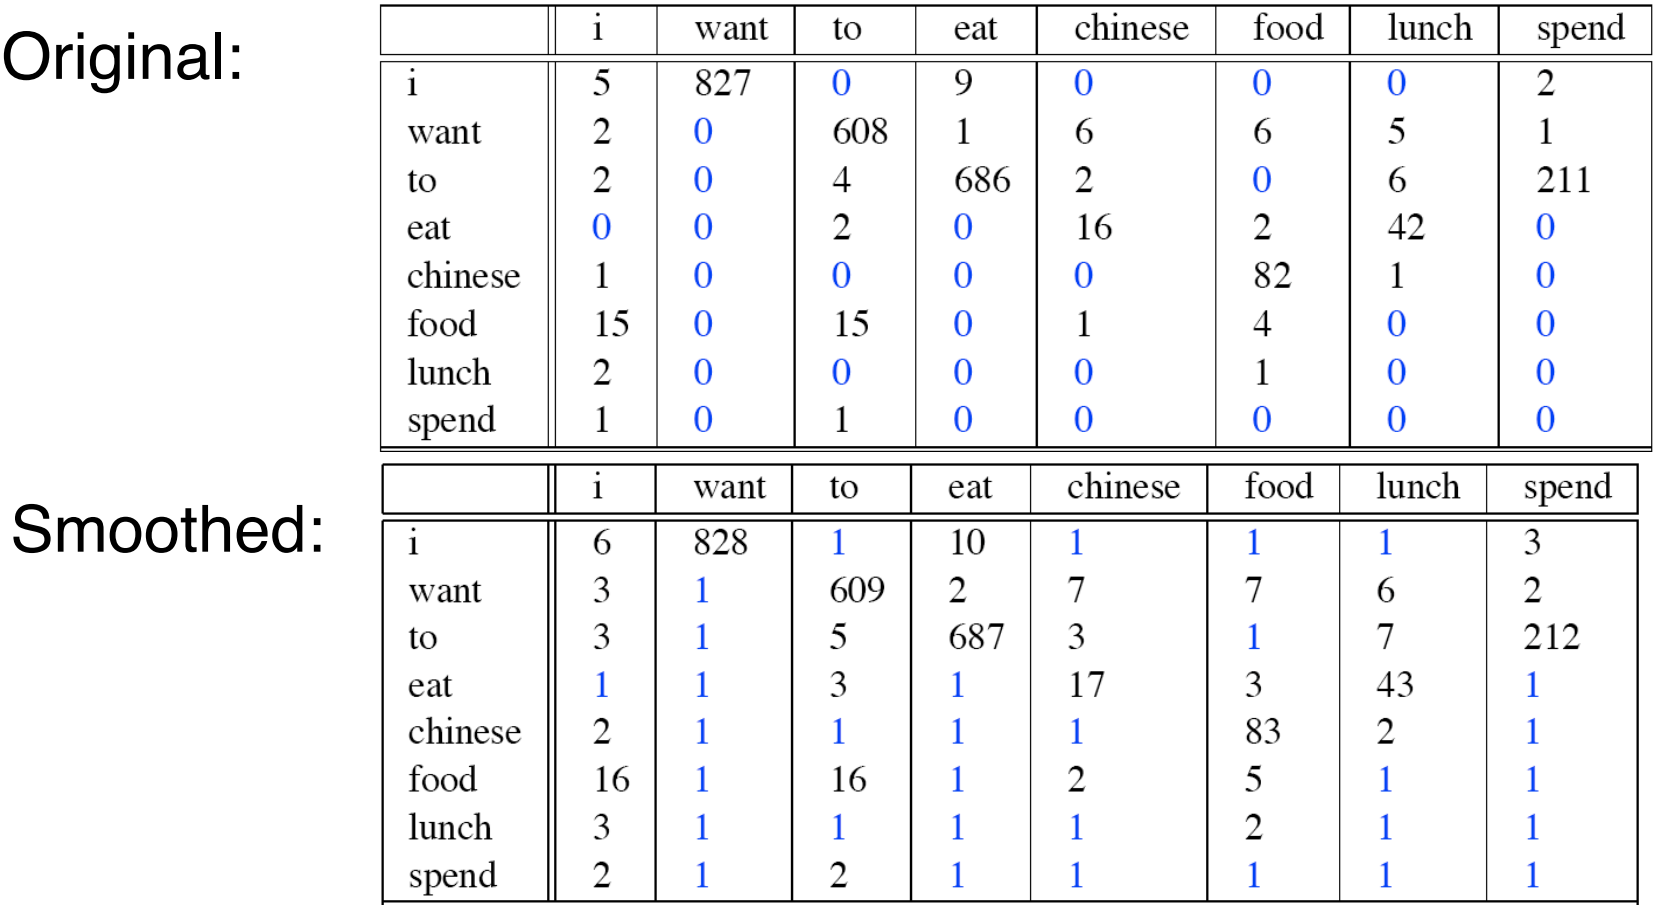 Original:
i want to eat chinese food lunch spend
i 5 827 0 9 0 0 0 2
want 2 0 608 1 6 6 5 1
to 2 0 4 686 2 0 6 211
eat 0 0 2 0 16 2 42 0
chinese 1 0 0 0 0 82 1 0
food 15 0 15 0 1 4 0 0
lunch 2 0 0 0 0 1 0 0
spend 1 0 1 0 0 0 0 0
Smoothed:
i want to eat chinese food lunch spend
i 6 828 1 10 1 1 1 3
want 3 1 609 2 7 7 6 2
to 3 1 5 687 3 1 7 212
eat 1 1 3 1 17 3 43 1
chinese 2 1 1 1 1 83 2 1
food 16 1 16 1 2 5 1 1
lunch 3 1 1 1 1 2 1 1
spend 2 1 2 1 1 1 1 1